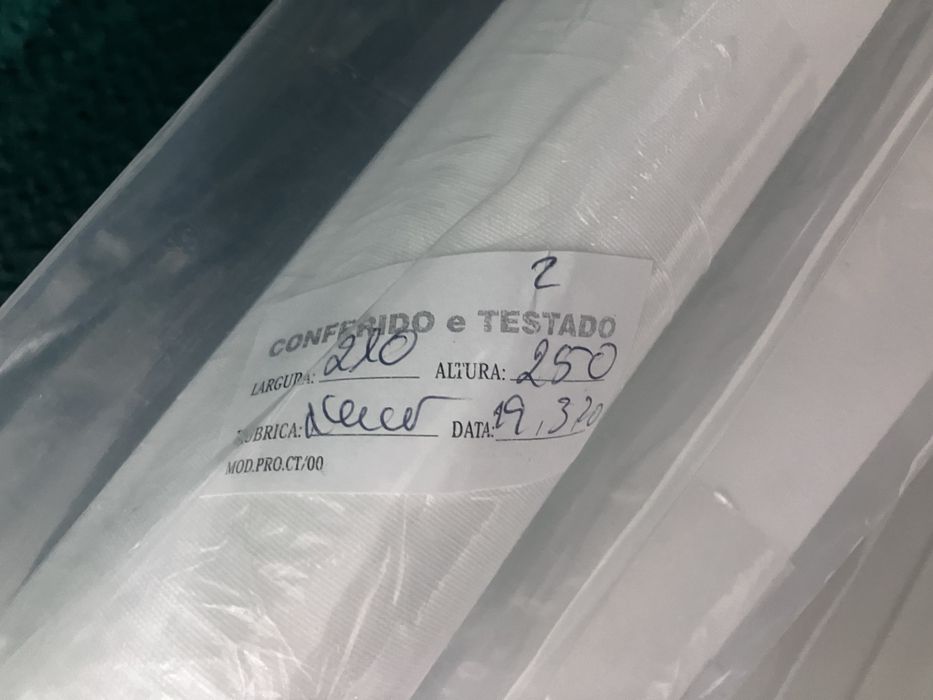 2
CONFERIDO e TESTADO
LARGURA: 210 ALTURA: 250
RUBRICA: DATA: 19,3,20
MOD.PRO.CT/00